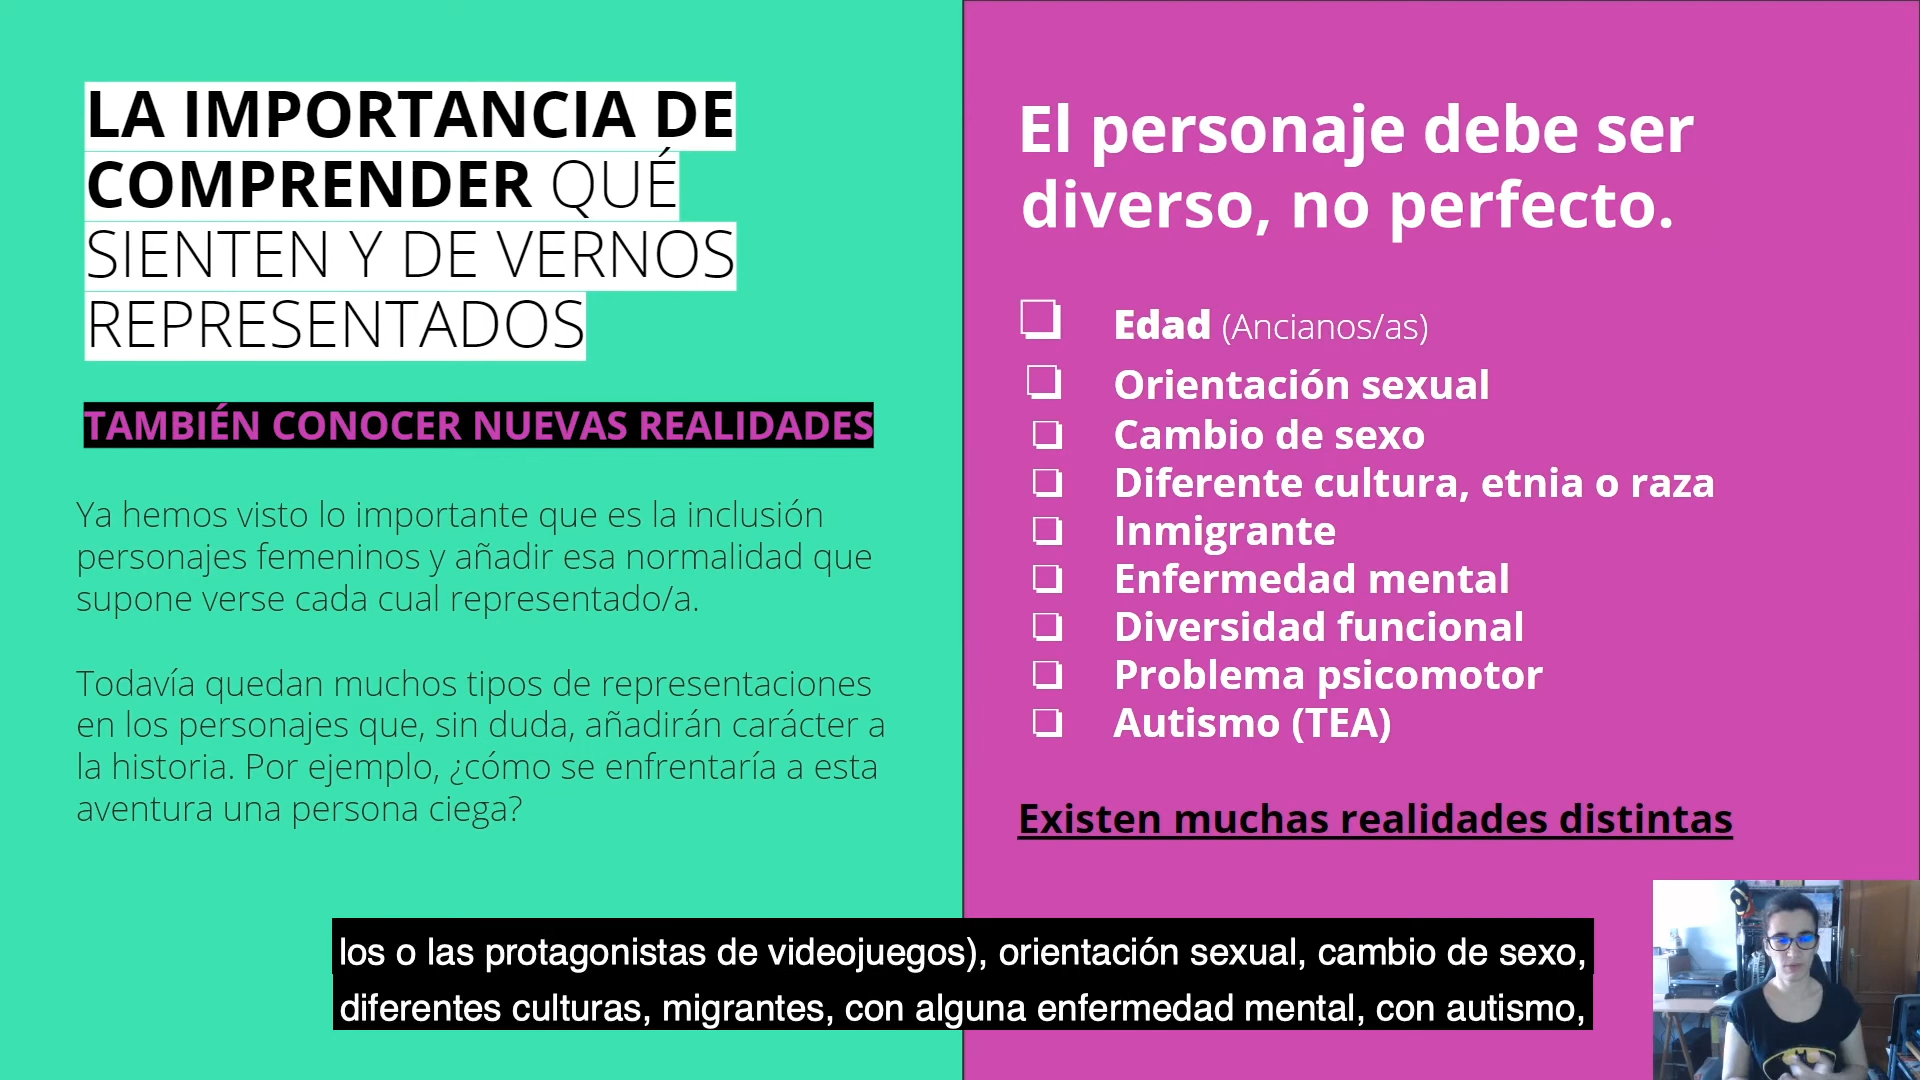 LA IMPORTANCIA DE
COMPRENDER QUÉ
SIENTEN Y DE VERNOS
REPRESENTADOS
TAMBIÉN CONOCER NUEVAS REALIDADES
Ya hemos visto lo importante que es la inclusión
personajes femeninos y añadir esa normalidad que
supone verse cada cual representado/a.
Todavía quedan muchos tipos de representaciones
en los personajes que, sin duda, añadirán carácter a
la historia. Por ejemplo, ¿cómo se enfrentaría a esta
aventura una persona ciega?
El personaje debe ser
diverso, no perfecto.
❏ Edad (Ancianos/as)
❏ Orientación sexual
❏ Cambio de sexo
❏ Diferente cultura, etnia o raza
❏ Inmigrante
❏ Enfermedad mental
❏ Diversidad funcional
❏ Problema psicomotor
❏ Autismo (TEA)
Existen muchas realidades distintas
los o las protagonistas de videojuegos), orientación sexual, cambio de sexo,
diferentes culturas, migrantes, con alguna enfermedad mental, con autismo,